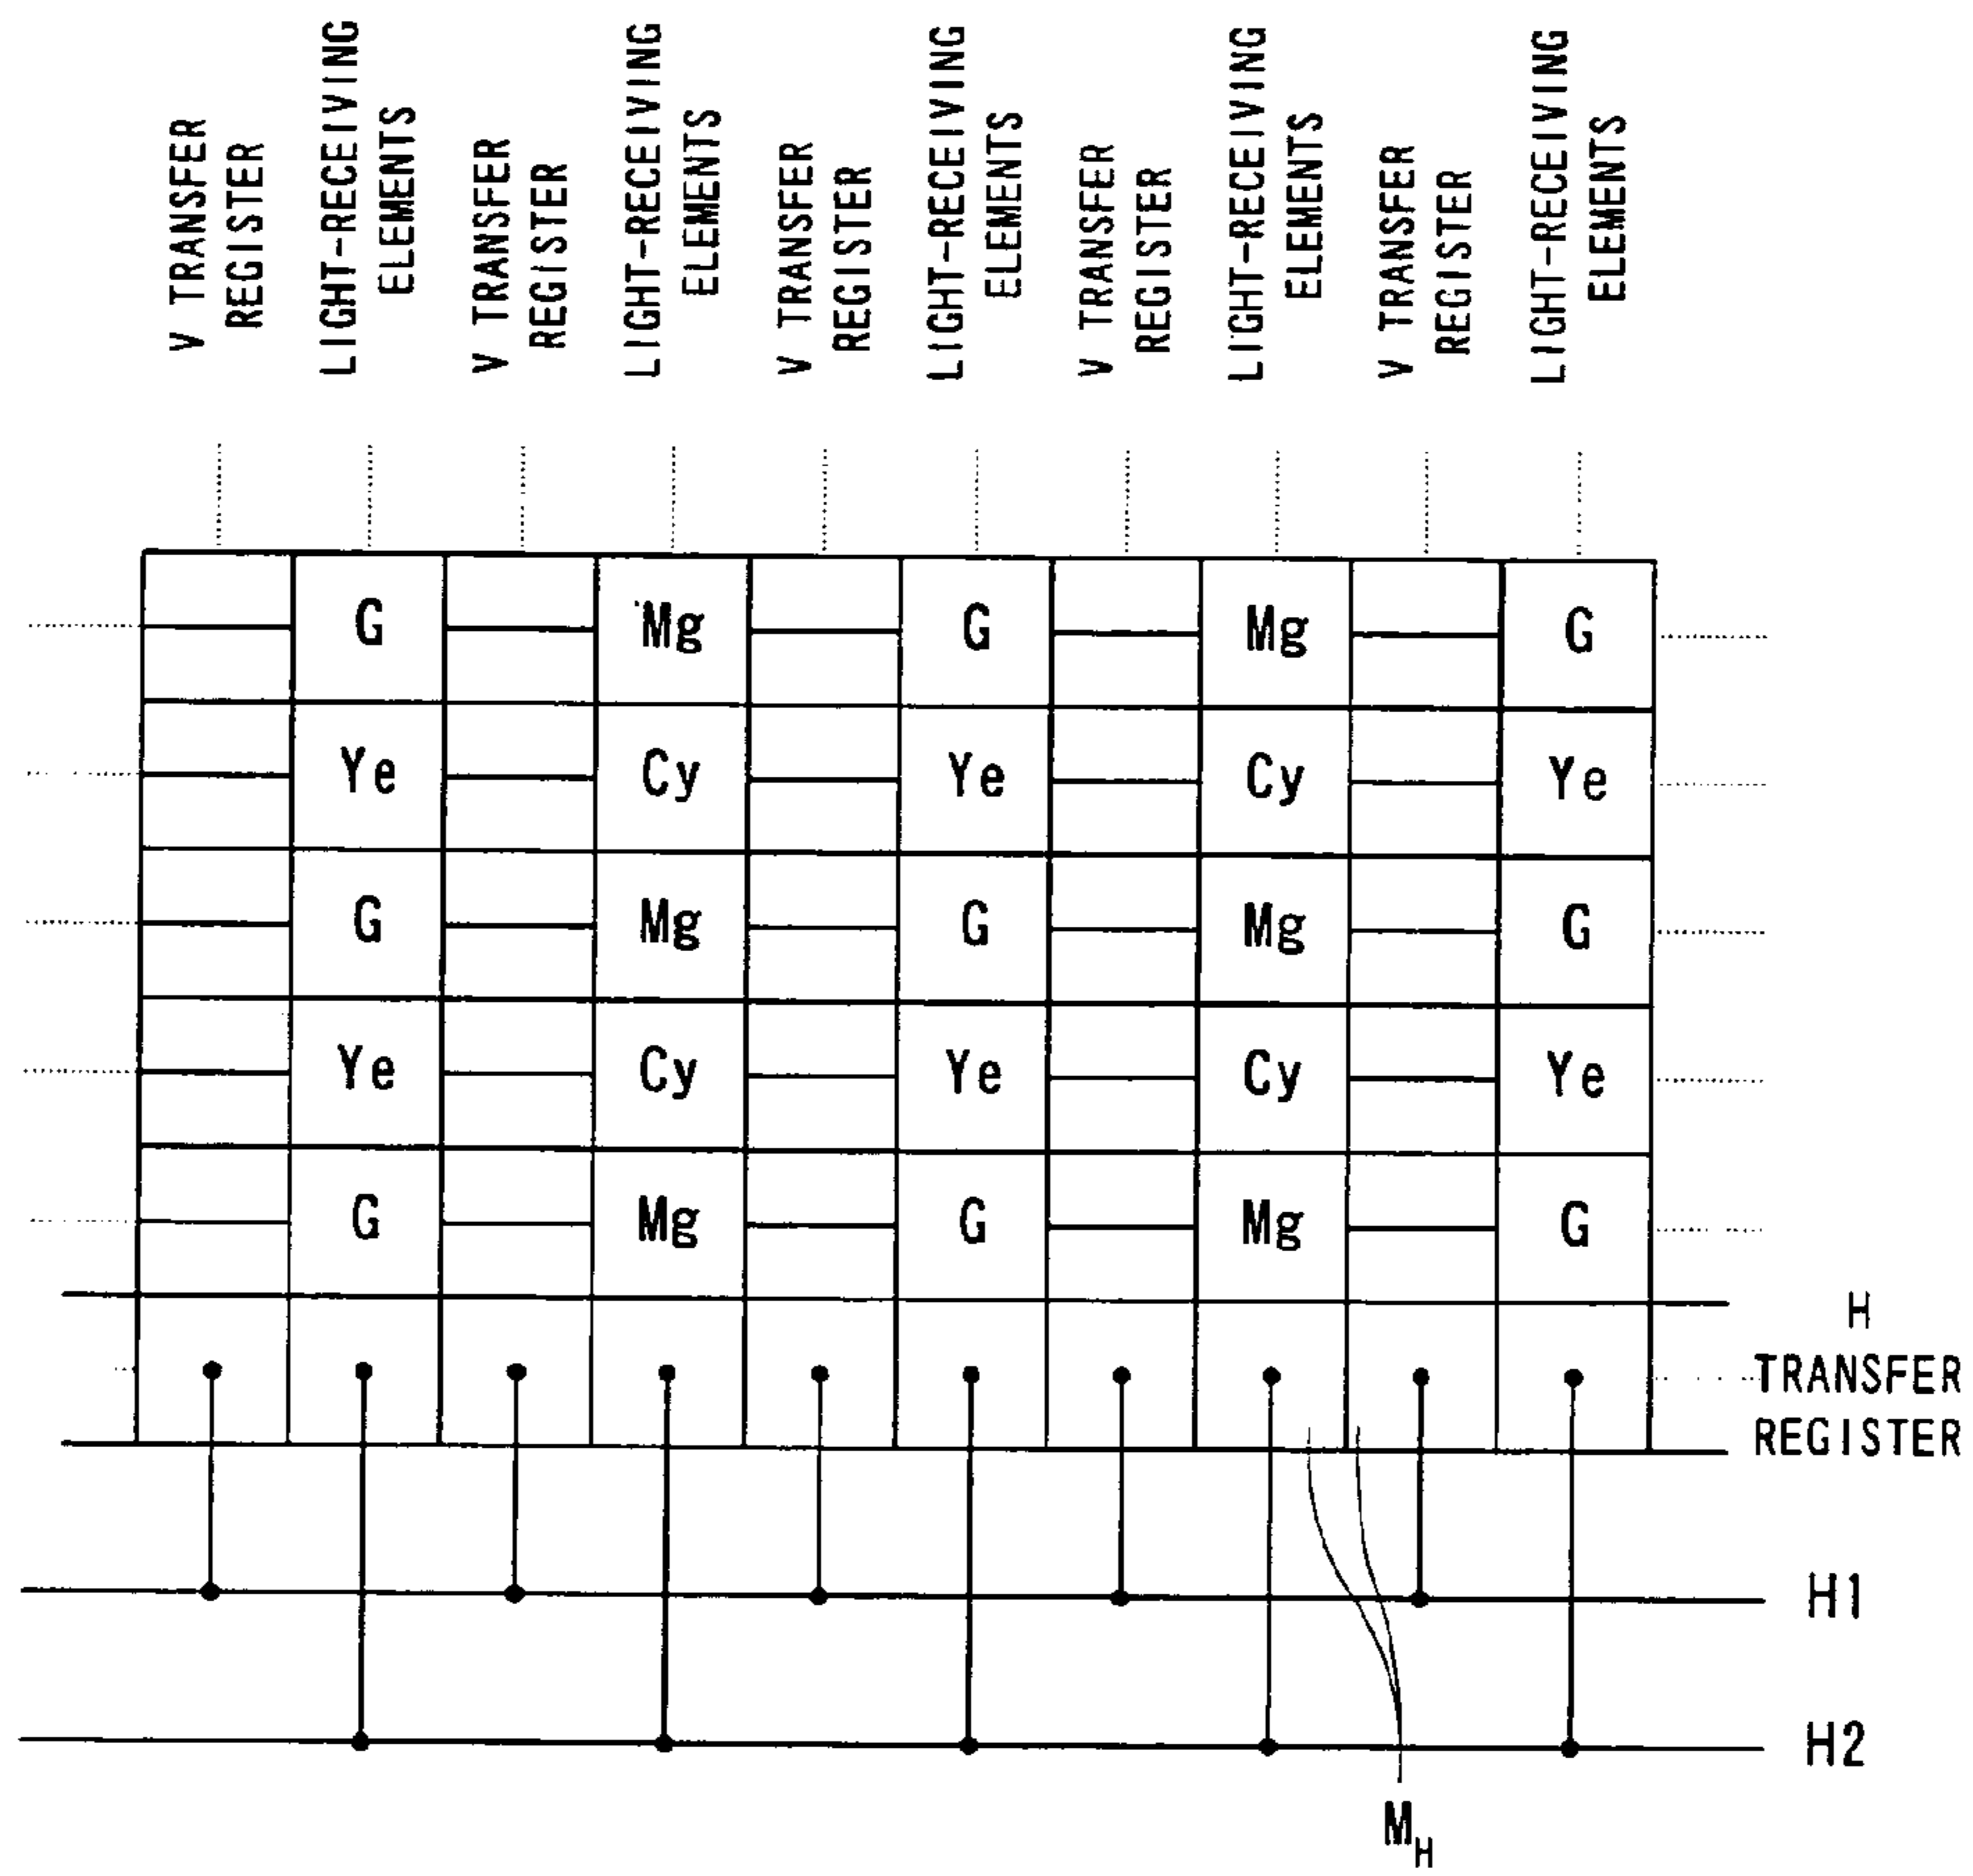 V TRANSFER
REGISTER
LIGHT-RECEIVING
ELEMENTS
V TRANSFER
REGISTER
LIGHT-RECEIVING
ELEMENTS
V TRANSFER
REGISTER
LIGHT-RECEIVING
ELEMENTS
V TRANSFER
REGISTER
LIGHT-RECEIVING
ELEMENTS
V TRANSFER
REGISTER
LIGHT-RECEIVING
ELEMENTS
G Mg G Mg G
Ye Cy Ye Cy Ye
G Mg G Mg G
Ye Cy Ye Cy Ye
G Mg G Mg G
H
TRANSFER
REGISTER
H1
H2
MH